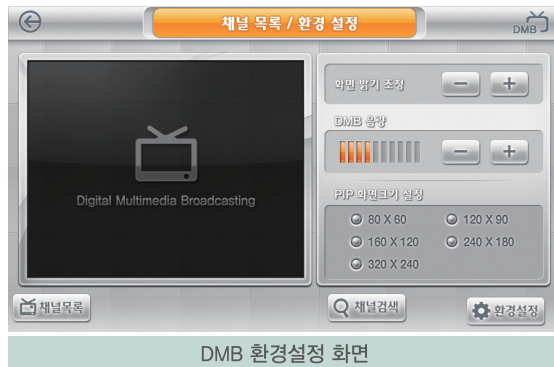 채널 목록 / 환경 설정
DMB
화면 밝기 조정
DMB 음량
Digital Multimedia Broadcasting
PIP 화면크기 설정
80 X 60
120 X 90
160 X 120
240 X 180
320 X 240
채널목록
채널검색
환경설정
DMB 환경설정 화면